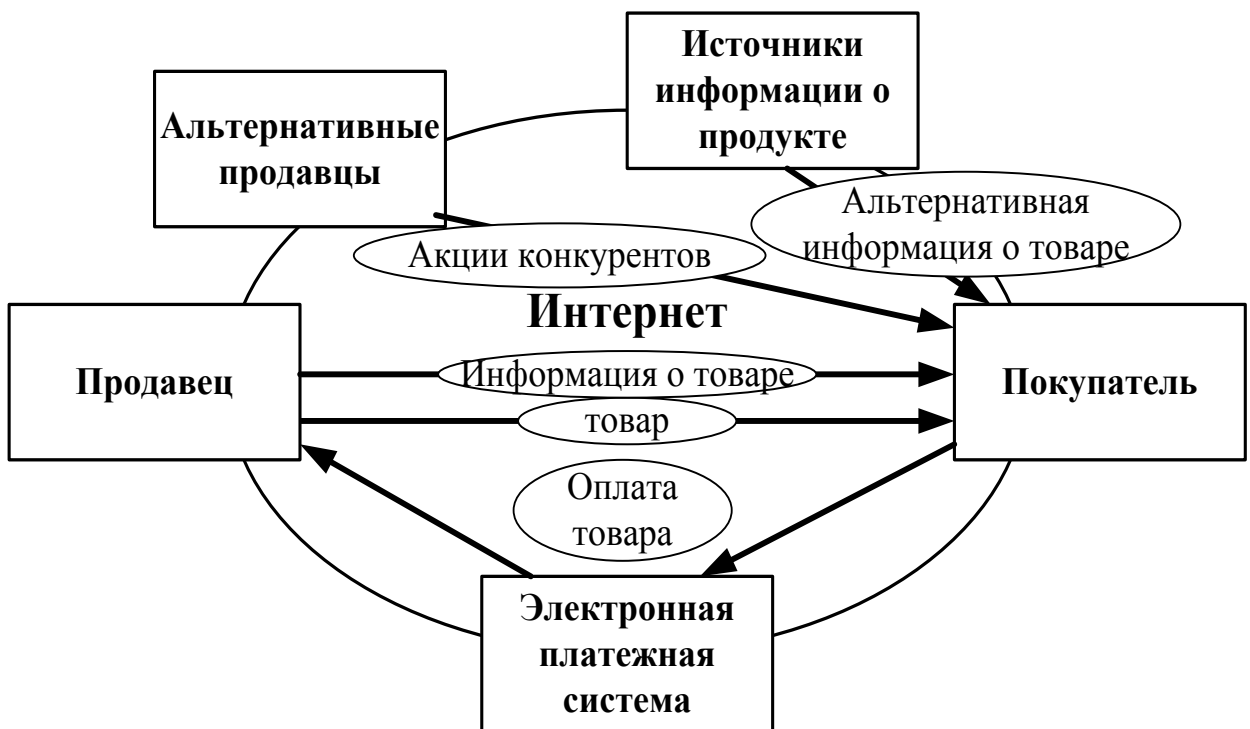 Источники
информации о
продукте
Альтернативные
продавцы
Альтернативная
информация о товаре
Акции конкурентов
Интернет
Продавец
Информация о товаре
Покупатель
товар
Оплата
товара
Электронная
платежная
система